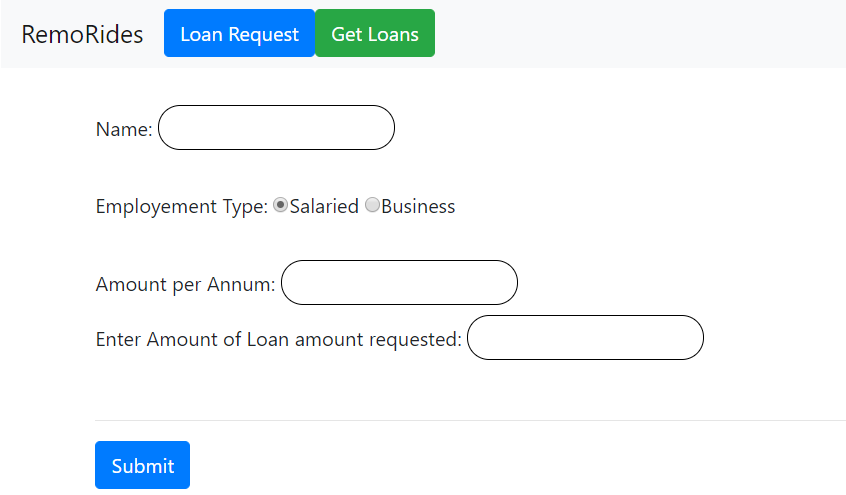 RemoRides Loan Request Get Loans
Name:
Employement Type: Salaried Business
Amount per Annum:
Enter Amount of Loan amount requested:
Submit